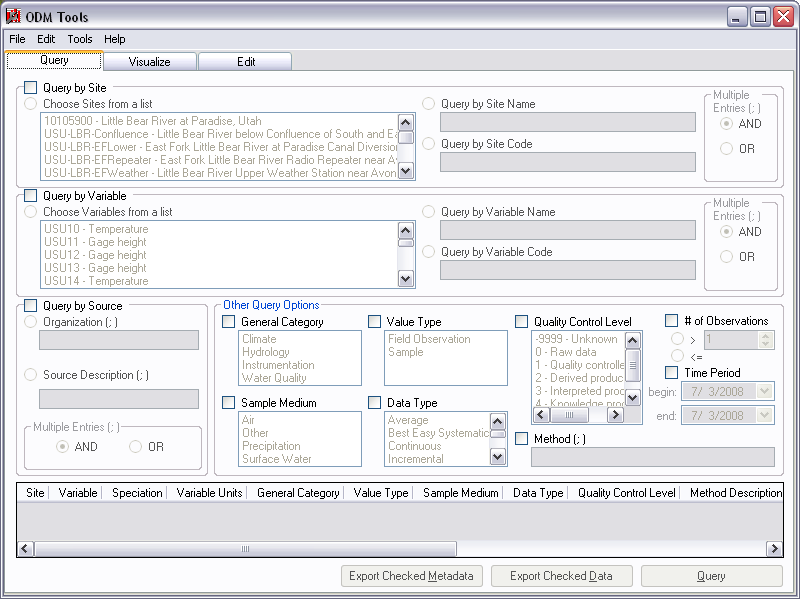 ODM Tools
File Edit Tools Help
Query Visualize Edit
Query by Site
Choose Sites from a list
10105900 - Little Bear River at Paradise, Utah
USU-LBR-Confluence - Little Bear River below Confluence of South and Ea
USU-LBR-EFLower - East Fork Little Bear River at Paradise Canal Diversion
USU-LBR-EFRepeater - East Fork Little Bear River Radio Repeater near Av
USU-LBR-EFWeather - Little Bear River Upper Weather Station near Avon
Query by Site Name
Query by Site Code
Multiple
Entries (; )
AND
OR
Query by Variable
Choose Variables from a list
USU10 - Temperature
USU11 - Gage height
USU12 - Gage height
USU13 - Gage height
USU14 - Temperature
Query by Variable Name
Query by Variable Code
Multiple
Entries (; )
AND
OR
Query by Source
Organization (; )
Source Description (; )
Multiple Entries (; )
AND OR
Other Query Options
General Category
Climate
Hydrology
Instrumentation
Water Quality
Value Type
Field Observation
Sample
Quality Control Level
-9999 - Unknown
0 - Raw data
1 - Quality controlle
2 - Derived produc
3 - Interpreted proc
4 - Knowledge proc
# of Observations
> 1
<=
Time Period
begin: 7/ 3/2008
end: 7/ 3/2008
Sample Medium
Air
Other
Precipitation
Surface Water
Data Type
Average
Best Easy Systematic
Continuous
Incremental
Method (; )
Site Variable Speciation Variable Units General Category Value Type Sample Medium Data Type Quality Control Level Method Description
Export Checked Metadata Export Checked Data Query